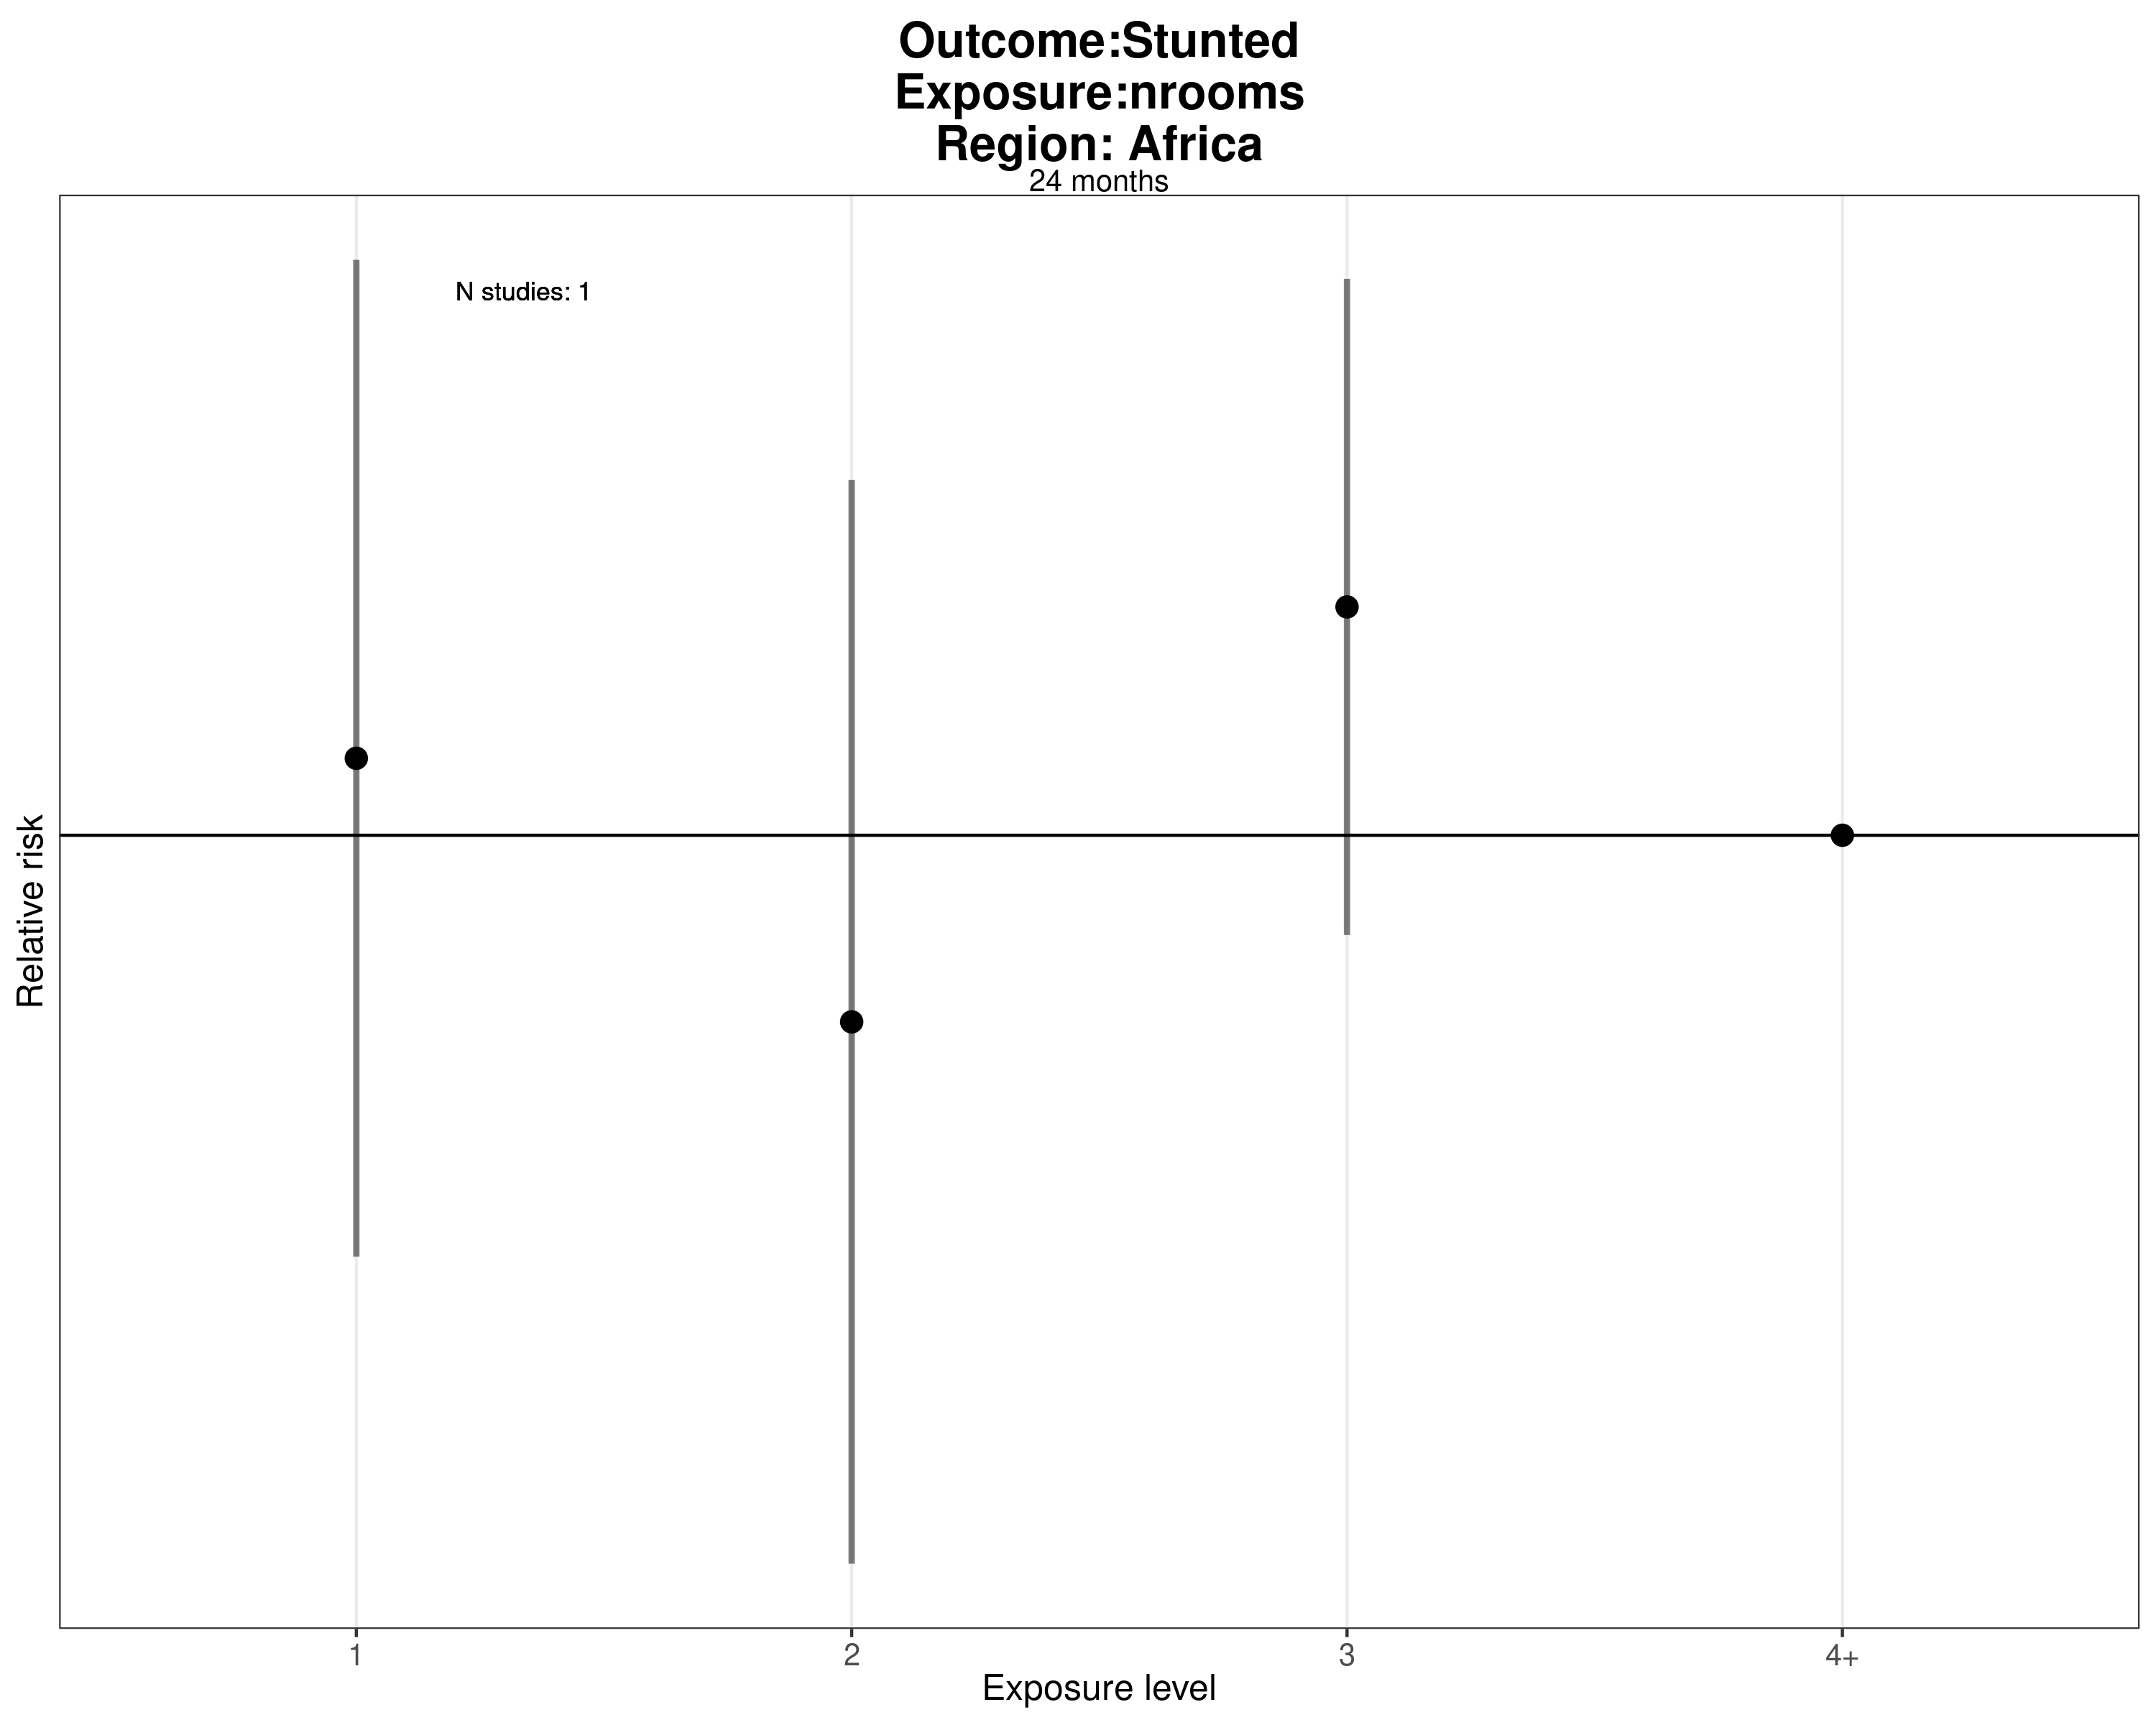 Outcome:Stunted
Exposure:nrooms
Region: Africa
24 months
N studies: 1
Relative risk
1 2 3 4+
Exposure level